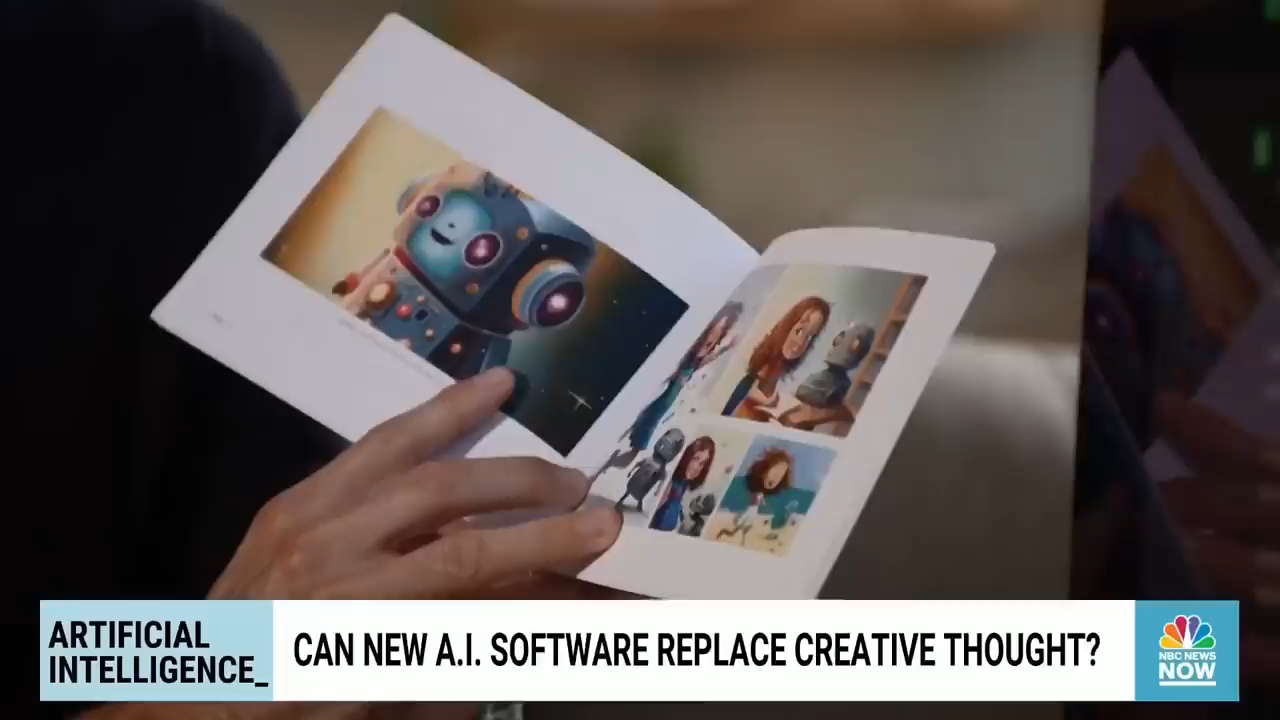 ARTIFICIAL
INTELLIGENCE_
CAN NEW A.I. SOFTWARE REPLACE CREATIVE THOUGHT?
NBC NEWS
NOW